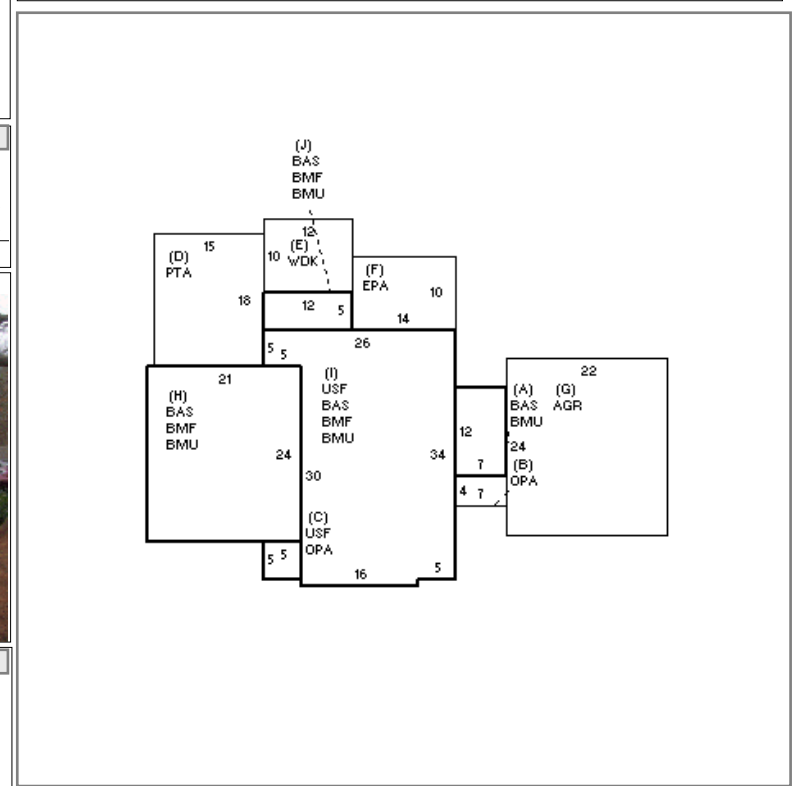 (J)
BAS
BMF
BMU
12
(E)
WDK
10
15
(D)
PTA
18
(F)
EPA
10
14
12
5
26
5
5
21
(H)
BAS
BMF
BMU
24
(I)
USF
BAS
BMF
BMU
34
30
22
(A) (G)
BAS AGR
BMU
24
12
7
(B)
OPA
4 7
(C)
USF
OPA
5 5
16
5